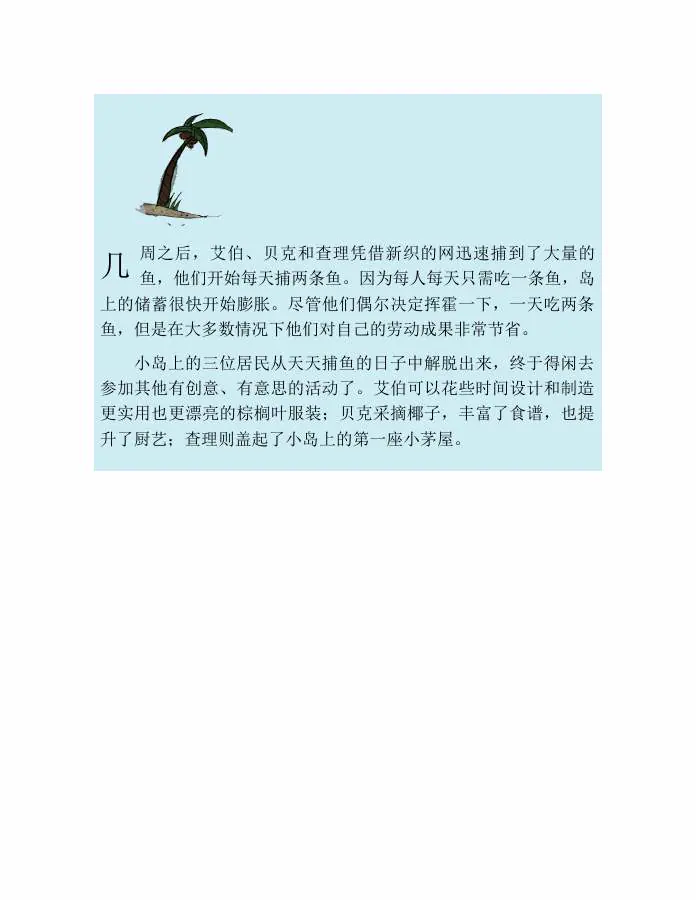 几周之后，艾伯、贝克和查理凭借新织的网迅速捕到了大量的
鱼，他们开始每天捕两条鱼。因为每人每天只需吃一条鱼，岛
上的储蓄很快开始膨胀。尽管他们偶尔决定挥霍一下，一天吃两条
鱼，但是在大多数情况下他们对自己的劳动成果非常节省。
小岛上的三位居民从天天捕鱼的日子中解脱出来，终于得闲去
参加其他有创意、有意思的活动了。艾伯可以花些时间设计和制造
更实用也更漂亮的棕榈叶服装；贝克采摘椰子，丰富了食谱，也提
升了厨艺；查理则盖起了小岛上的第一座小茅屋。